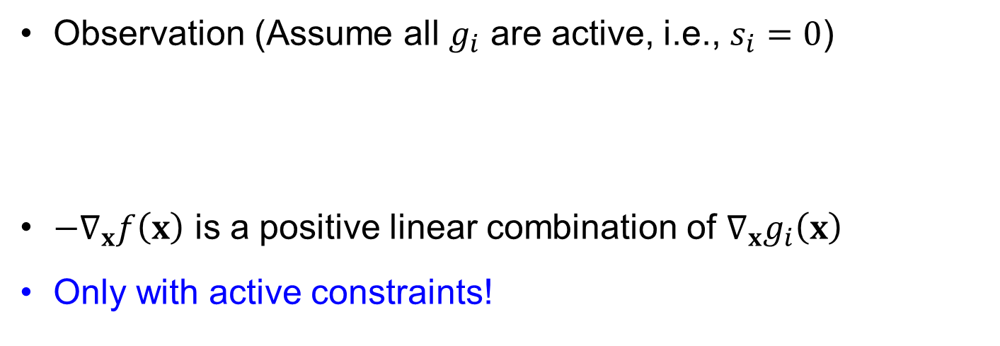 • Observation (Assume all $g_i$ are active, i.e., $s_i = 0$)
• $-\nabla_{\mathbf{x}} f(\mathbf{x})$ is a positive linear combination of $\nabla_{\mathbf{x}} g_i(\mathbf{x})$
• Only with active constraints!